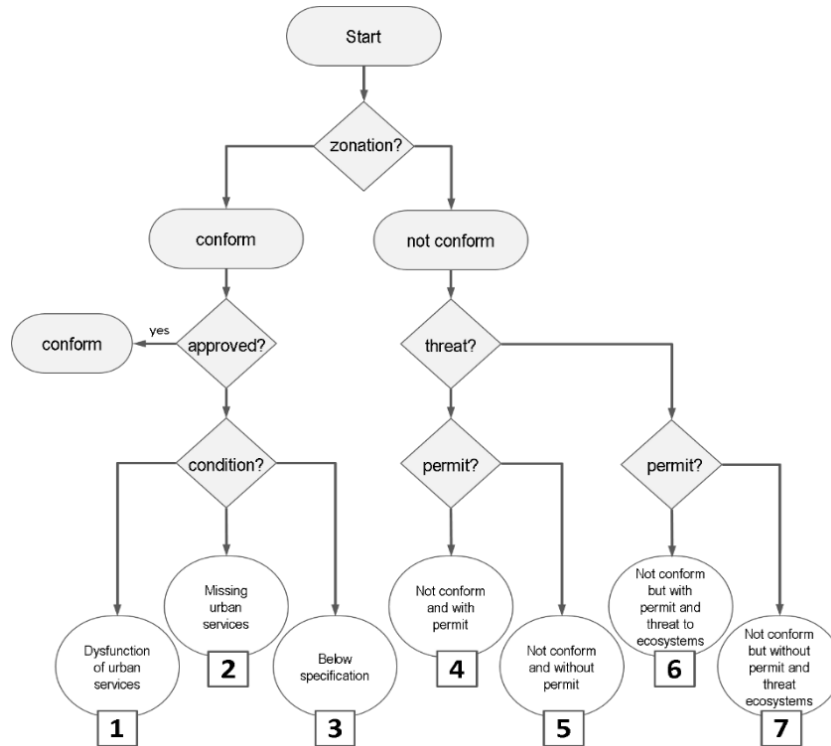 Start
zonation?
conform
not conform
yes
conform
approved?
threat?
condition?
permit?
permit?
Missing
urban
services
2
Not conform
and with
permit
4
Not conform
but with
permit and
threat to
ecosystems
6
Dysfunction
of urban
services
1
Below
specification
3
Not conform
and without
permit
5
Not conform
but without
permit and
threat
ecosystems
7